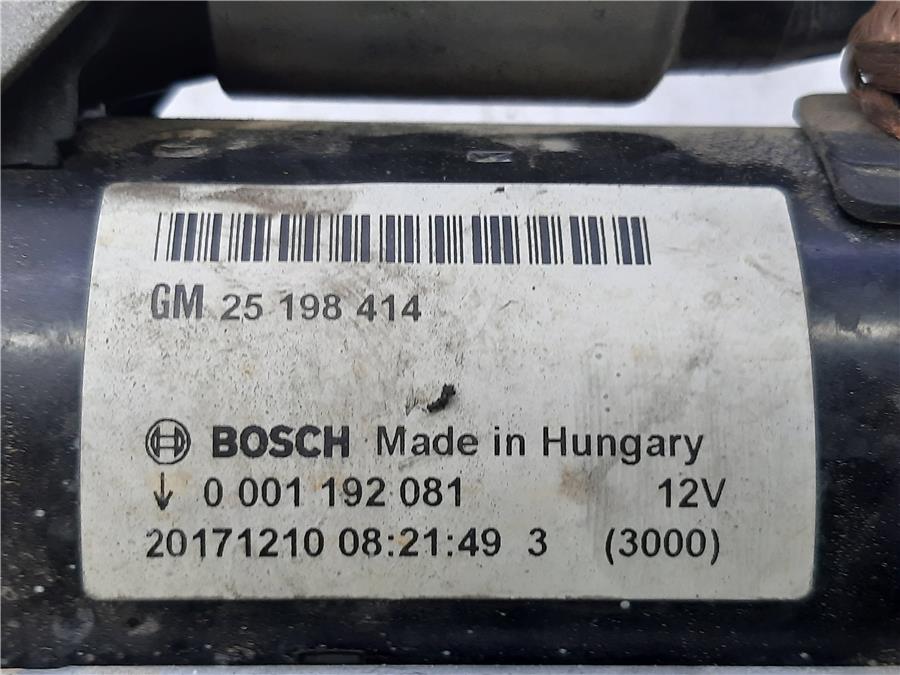 GM 25 198 414
BOSCH Made in Hungary
↓ 0 001 192 081 12V
20171210 08:21:49 3 (3000)